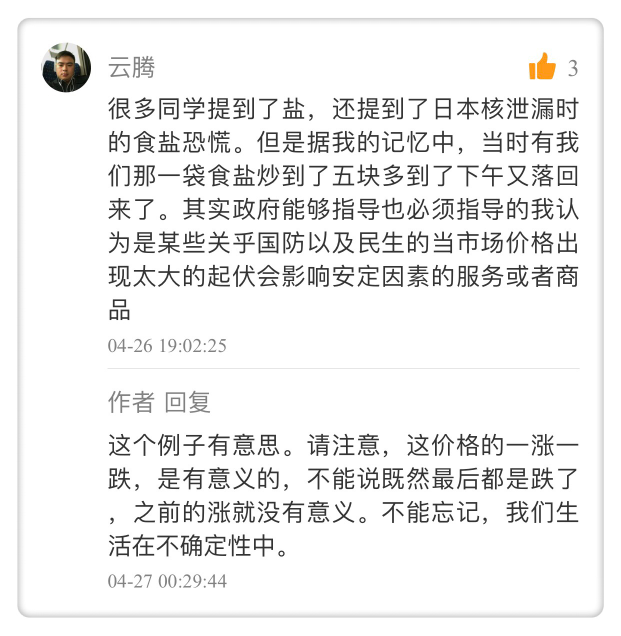 云腾
3
很多同学提到了盐，还提到了日本核泄漏时
的食盐恐慌。但是据我的记忆中，当时有我
们那一袋食盐炒到了五块多到了下午又落回
来了。其实政府能够指导也必须指导的我认
为是某些关乎国防以及民生的当市场价格出
现太大的起伏会影响安定因素的服务或者商
品
04-26 19:02:25
作者 回复
这个例子有意思。请注意，这价格的一涨一
跌，是有意义的，不能说既然最后都是跌了
，之前的涨就没有意义。不能忘记，我们生
活在不确定性中。
04-27 00:29:44